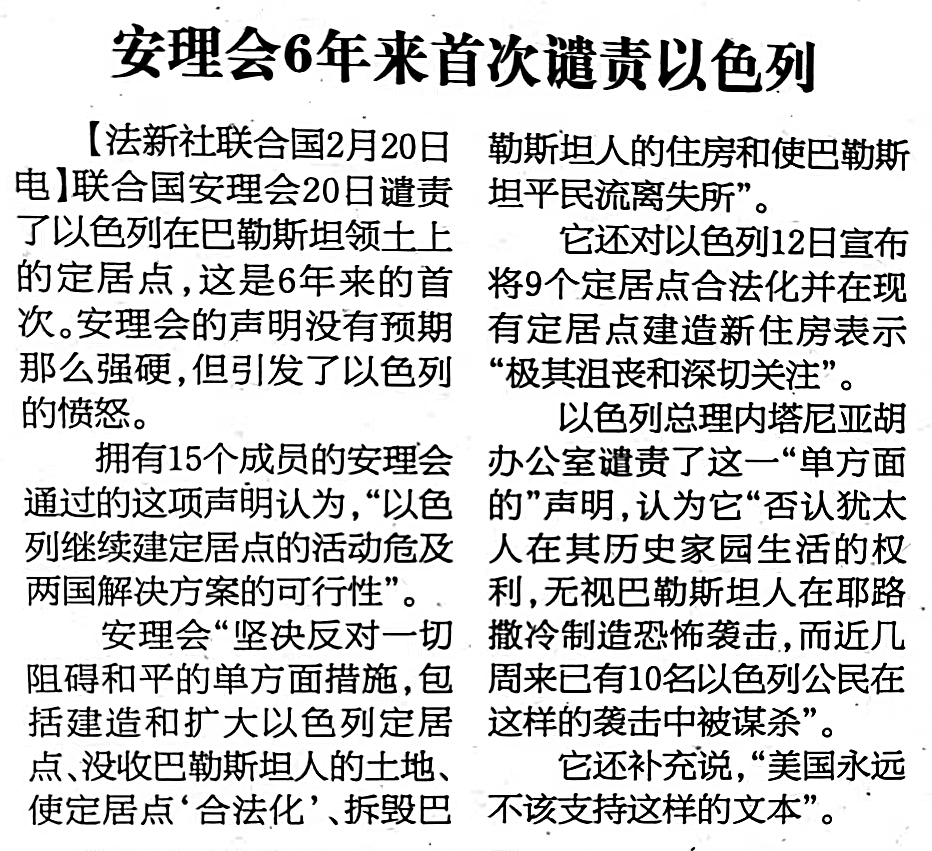 安理会6年来首次谴责以色列
【法新社联合国2月20日
电】联合国安理会20日谴责
了以色列在巴勒斯坦领土上
的定居点,这是6年来的首
次。安理会的声明没有预期
那么强硬,但引发了以色列
的愤怒。
拥有15个成员的安理会
通过的这项声明认为,“以色
列继续建定居点的活动危及
两国解决方案的可行性”。
安理会“坚决反对一切
阻碍和平的单方面措施,包
括建造和扩大以色列定居
点、没收巴勒斯坦人的土地、
使定居点‘合法化’、拆毁巴
勒斯坦人的住房和使巴勒斯
坦平民流离失所”。
它还对以色列12日宣布
将9个定居点合法化并在现
有定居点建造新住房表示
“极其沮丧和深切关注”。
以色列总理内塔尼亚胡
办公室谴责了这一“单方面
的”声明,认为它“否认犹太
人在其历史家园生活的权
利,无视巴勒斯坦人在耶路
撒冷制造恐怖袭击,而近几
周来已有10名以色列公民在
这样的袭击中被谋杀”。
它还补充说,“美国永远
不该支持这样的文本”。